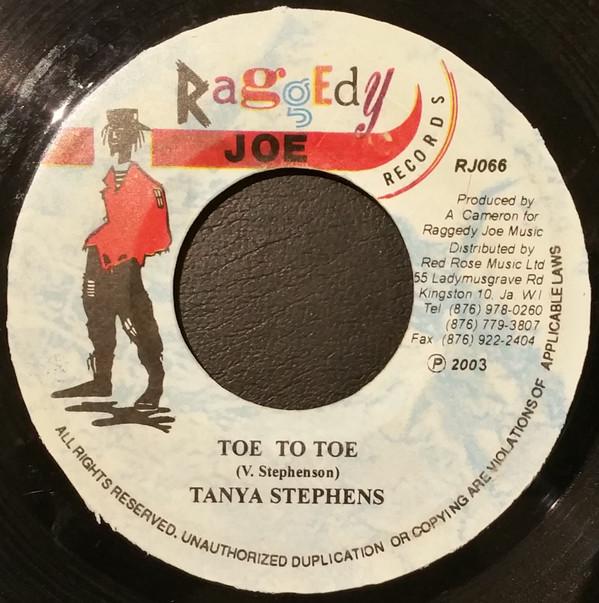 RaggEdy
JOE
RECORDS
RJ066
Produced by
A Cameron for
Raggedy Joe Music
Distributed by
Red Rose Music Ltd
55 Ladymusgrave Rd
Kingston 10, Ja. W I
Tel (876) 978-0260
(876) 779-3807
Fax (876) 922-2404
Ⓟ 2003
TOE TO TOE
(V. Stephenson)
TANYA STEPHENS
ALL RIGHTS RESERVED. UNAUTHORIZED DUPLICATION OR COPYING ARE VIOLATIONS OF APPLICABLE LAWS